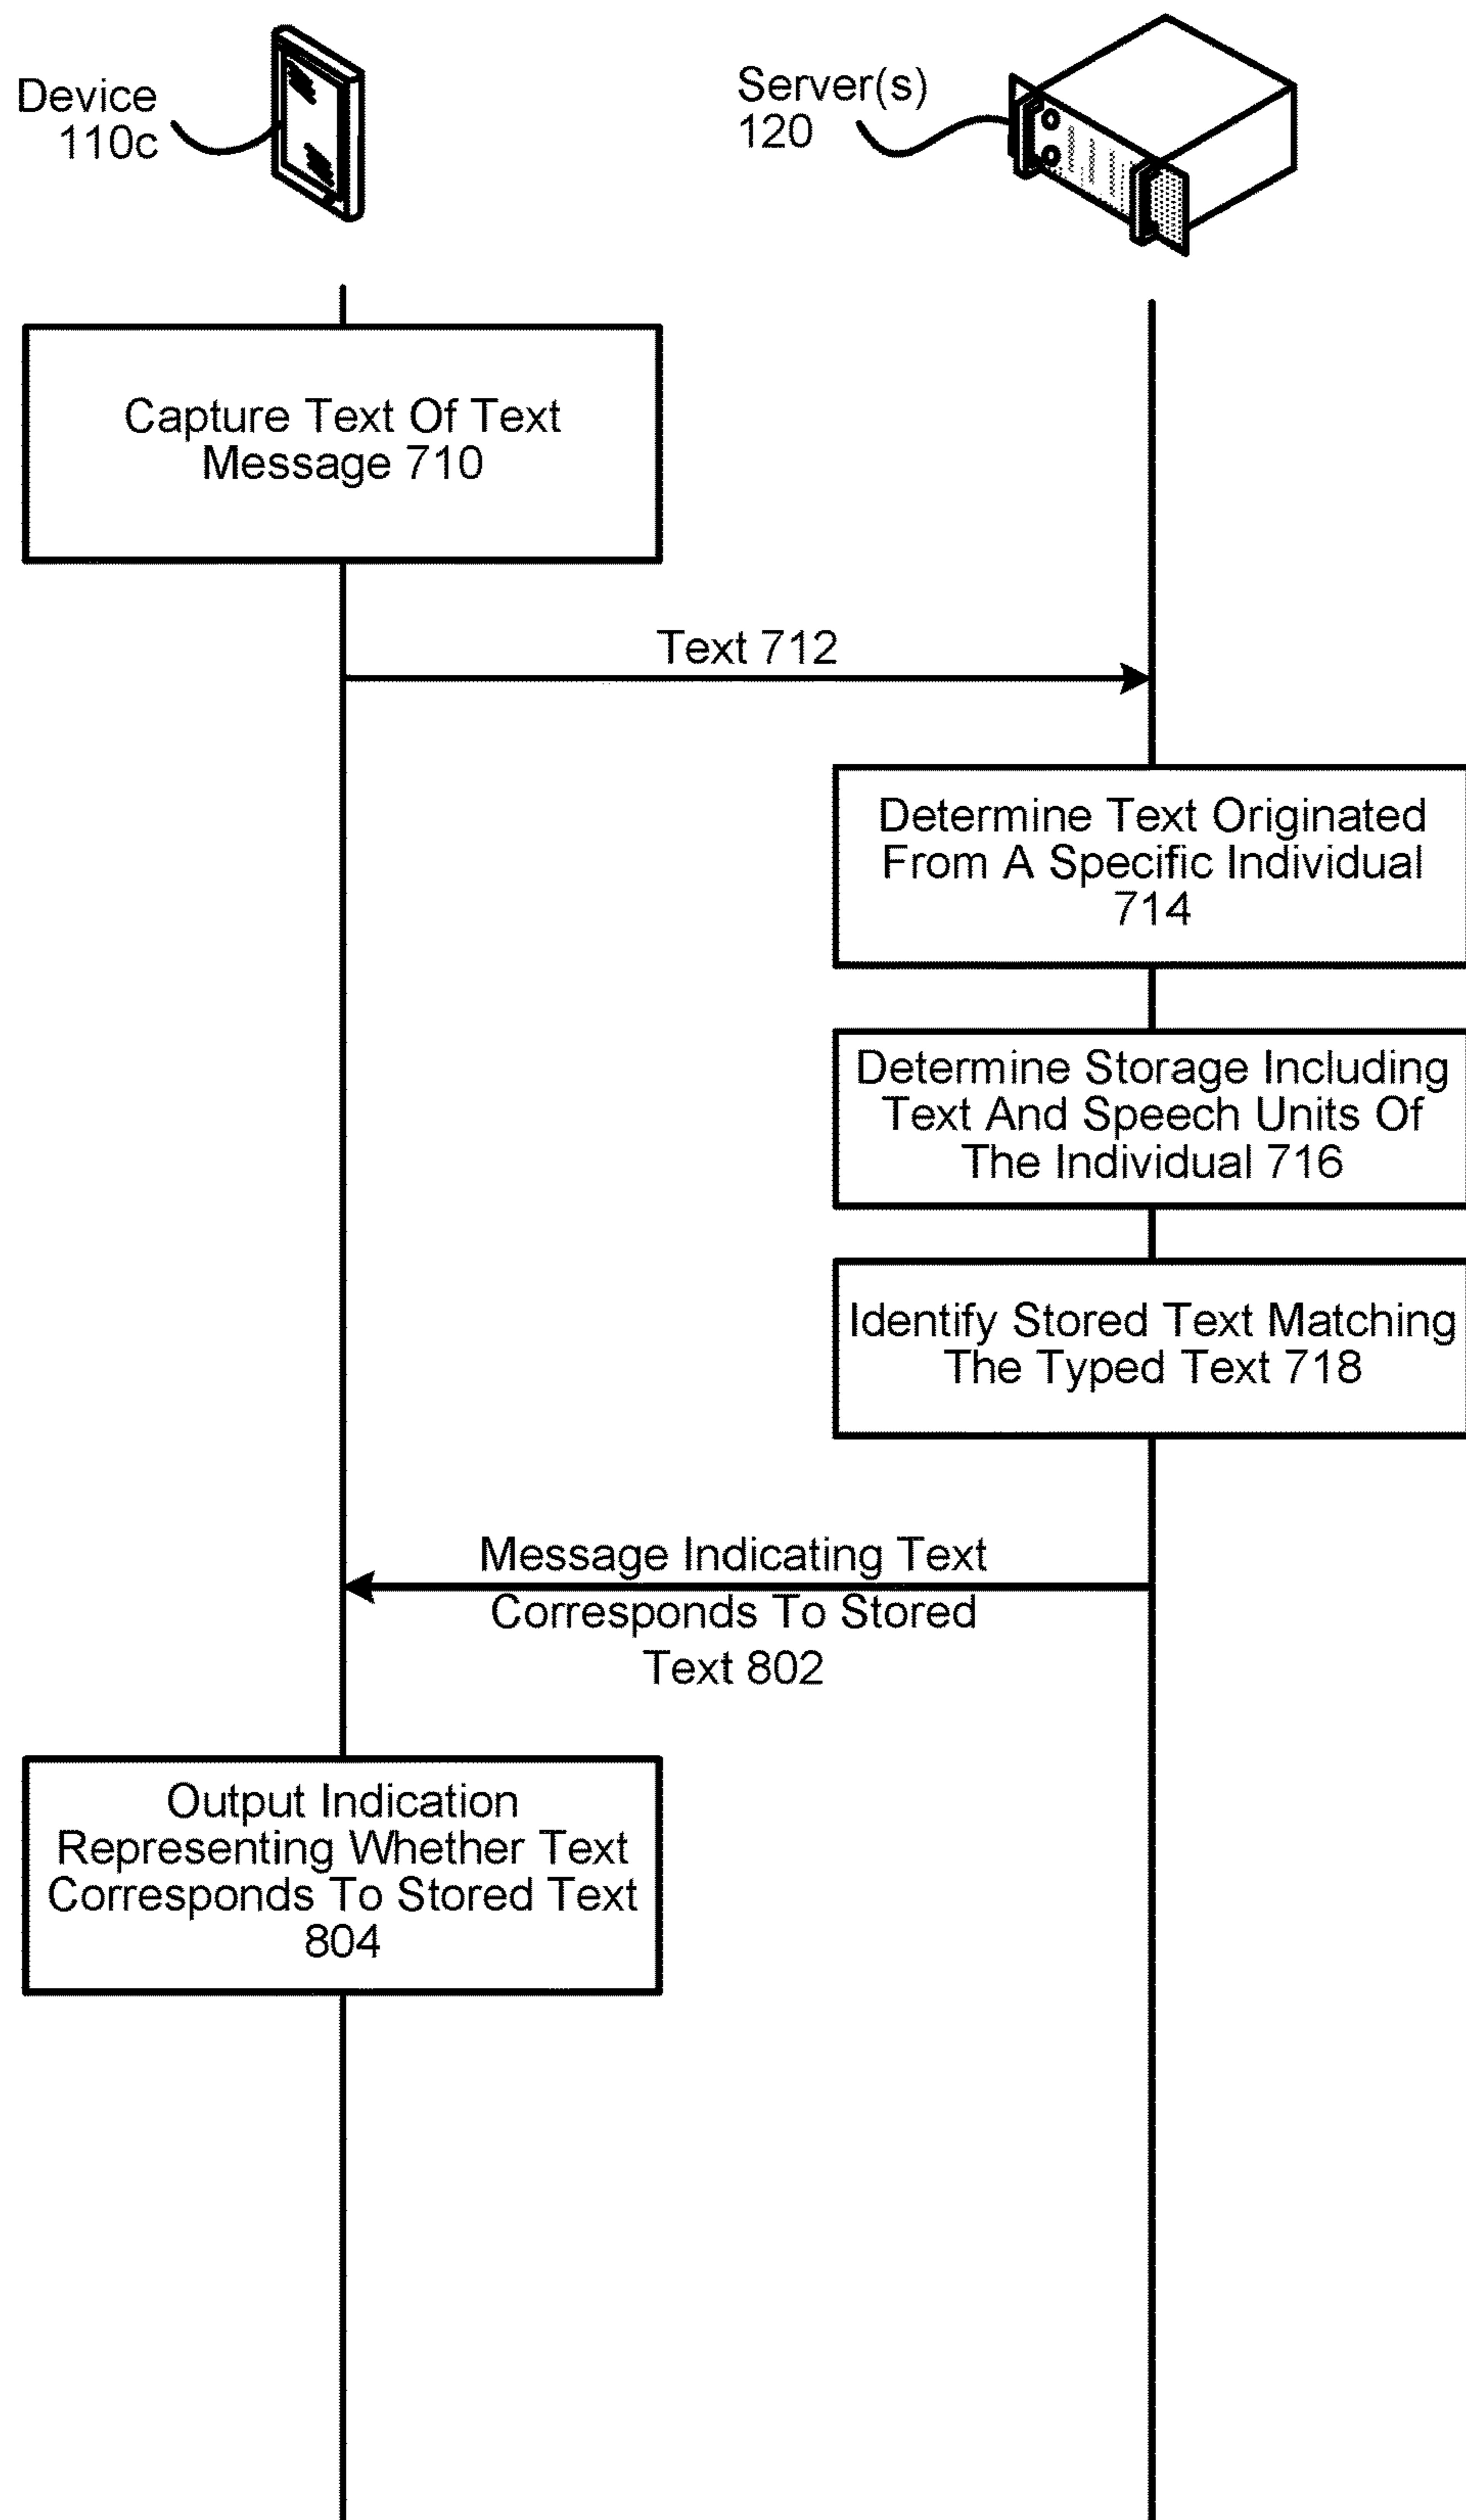 Device
110c
Server(s)
120
Capture Text Of Text
Message 710
Text 712
Determine Text Originated
From A Specific Individual
714
Determine Storage Including
Text And Speech Units Of
The Individual 716
Identify Stored Text Matching
The Typed Text 718
Message Indicating Text
Corresponds To Stored
Text 802
Output Indication
Representing Whether Text
Corresponds To Stored Text
804